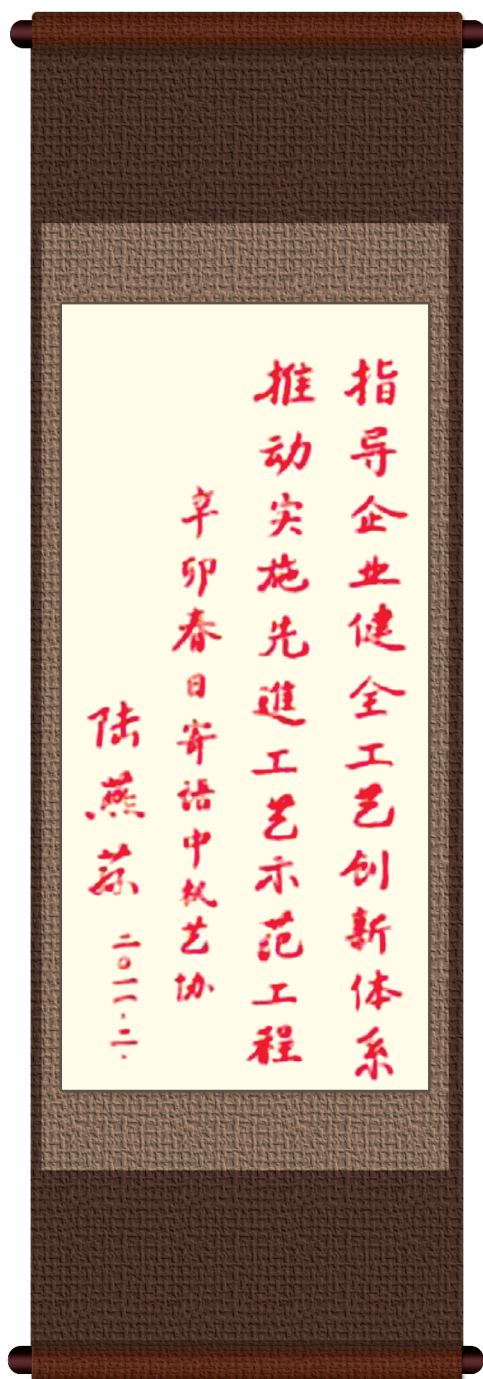 指导企业健全工艺创新体系
推动实施先進工艺示范工程
辛卯春日寄语中机艺协
陆燕荪
二〇一一.二.